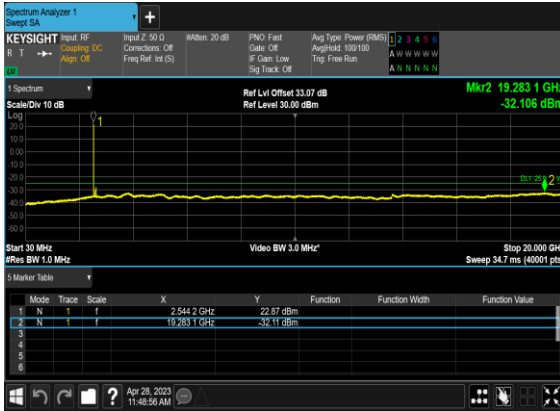 Spectrum Analyzer 1
Swept SA
+
KEYSIGHT Input: RF Input Z: 50 Ω #Atten: 20 dB PNO: Fast Avg Type: Power (RMS) 1 2 3 4 5 6
R T Coupling: DC Corrections: Off Gate: Off Avg|Hold: 100/100 A W W W W W
Align: Off Freq Ref: Int (S) IF Gain: Low Trig: Free Run
LXI Sig Track: Off A N N N N N
1 Spectrum Ref Lvl Offset 33.07 dB Mkr2 19.283 1 GHz
Scale/Div 10 dB Ref Level 30.00 dBm -32.106 dBm
Log
1
20.0
10.0
0.00
-10.0
-20.0
2
-30.0
-40.0
-50.0
-60.0
Start 30 MHz Video BW 3.0 MHz* Stop 20.000 GH
#Res BW 1.0 MHz Sweep 34.7 ms (40001 pts
5 Marker Table
Mode Trace Scale X Y Function Function Width Function Value
1 N 1 f 2.544 2 GHz 22.87 dBm
2 N 1 f 19.283 1 GHz -32.11 dBm
3
4
5
6
? Apr 28, 2023
11:48:56 AM